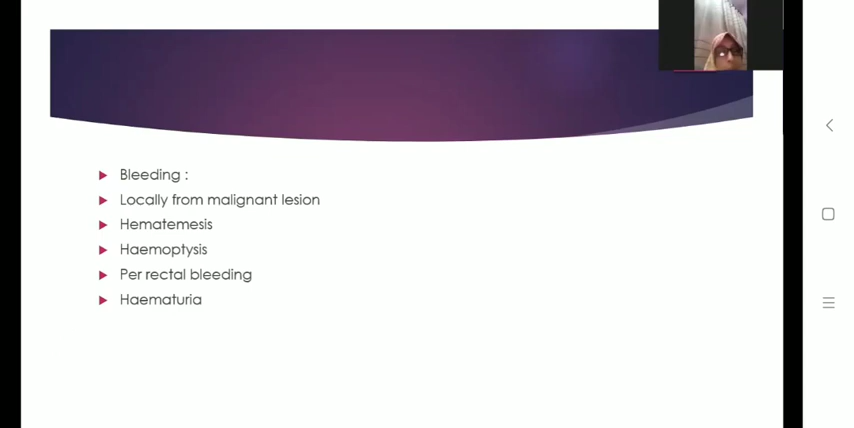 Bleeding :
Locally from malignant lesion
Hematemesis
Haemoptysis
Per rectal bleeding
Haematuria